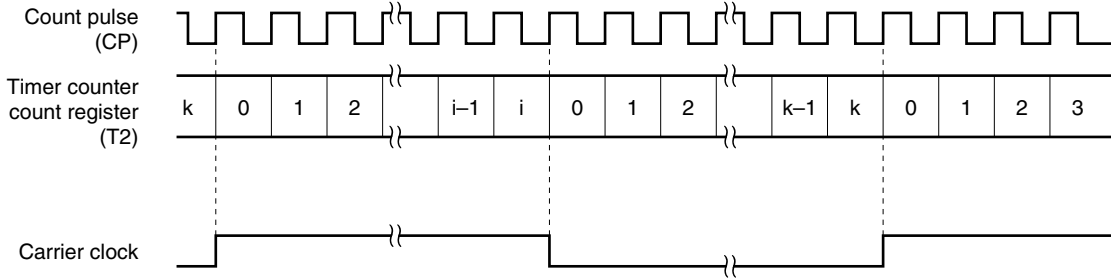 Count pulse
(CP)
Timer counter
count register
(T2)
k 0 1 2 i–1 i 0 1 2 k–1 k 0 1 2 3
Carrier clock